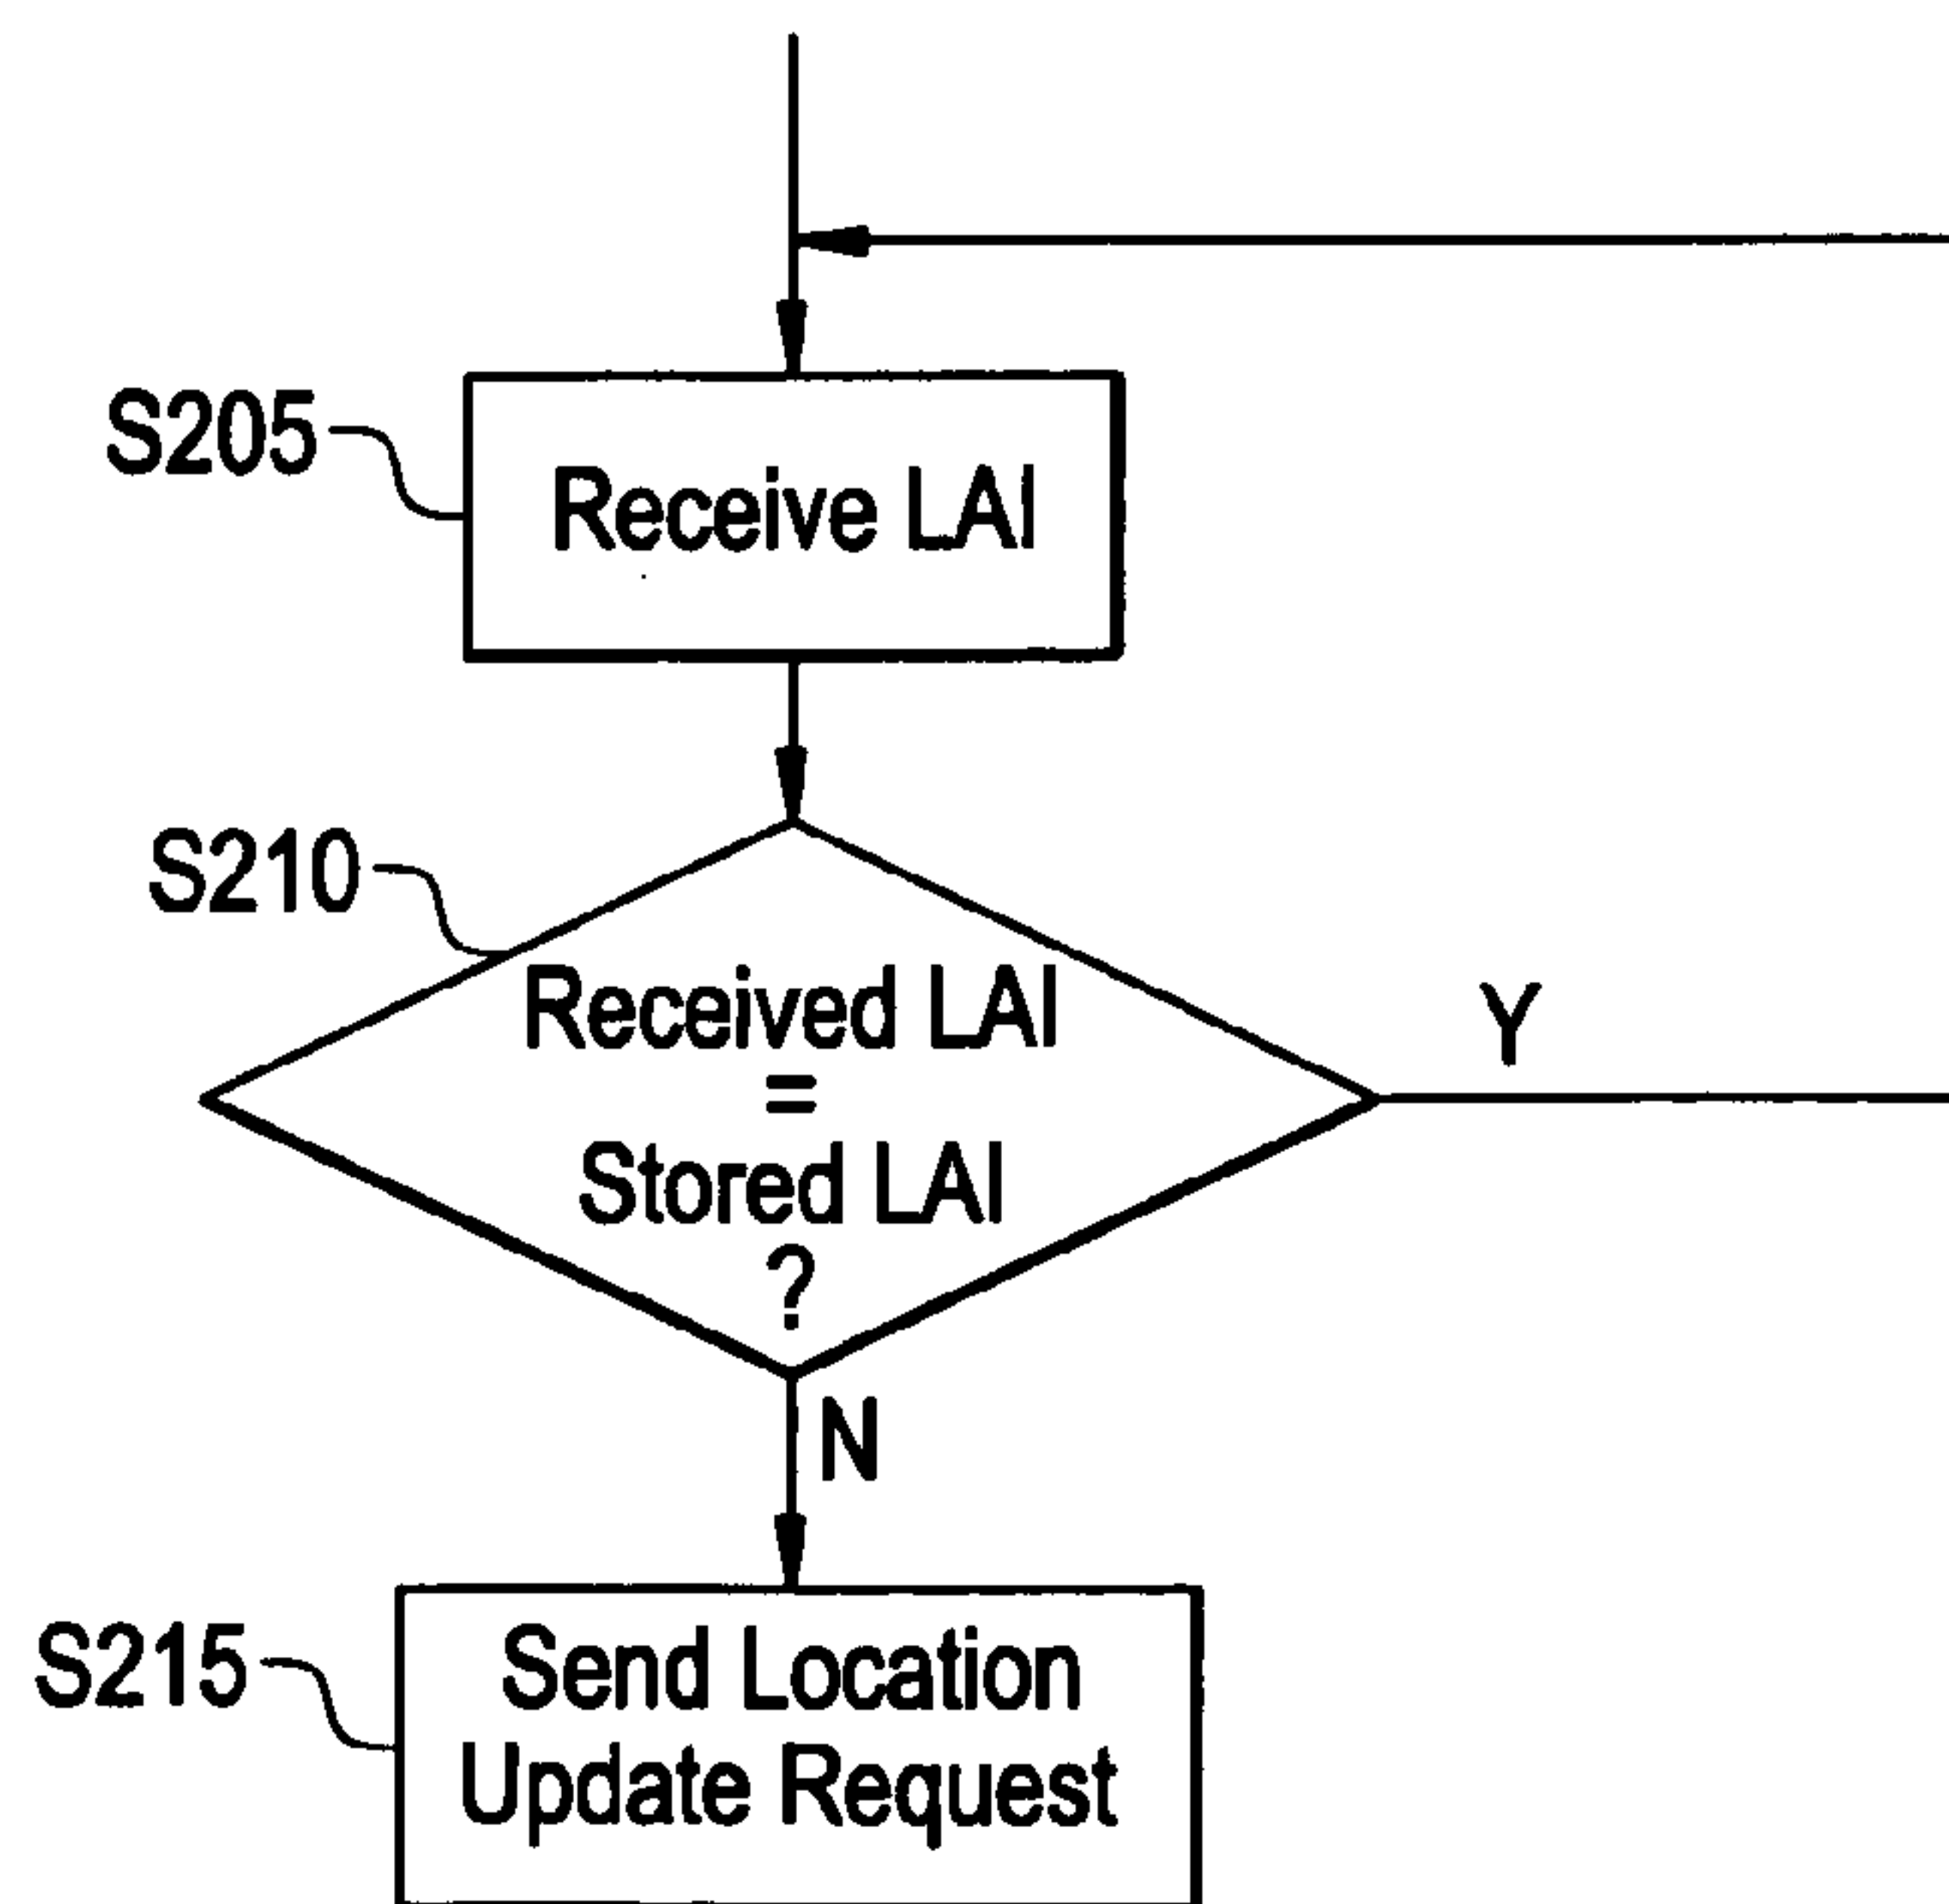 S205
Receive LAI
S210
Received LAI
=
Stored LAI
?
Y
N
S215
Send Location
Update Request